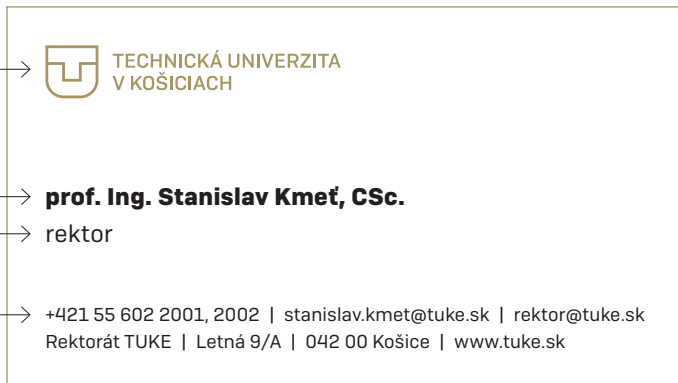 TECHNICKÁ UNIVERZITA
V KOŠICIACH
prof. Ing. Stanislav Kmeť, CSc.
rektor
+421 55 602 2001, 2002 | stanislav.kmet@tuke.sk | rektor@tuke.sk
Rektorát TUKE | Letná 9/A | 042 00 Košice | www.tuke.sk